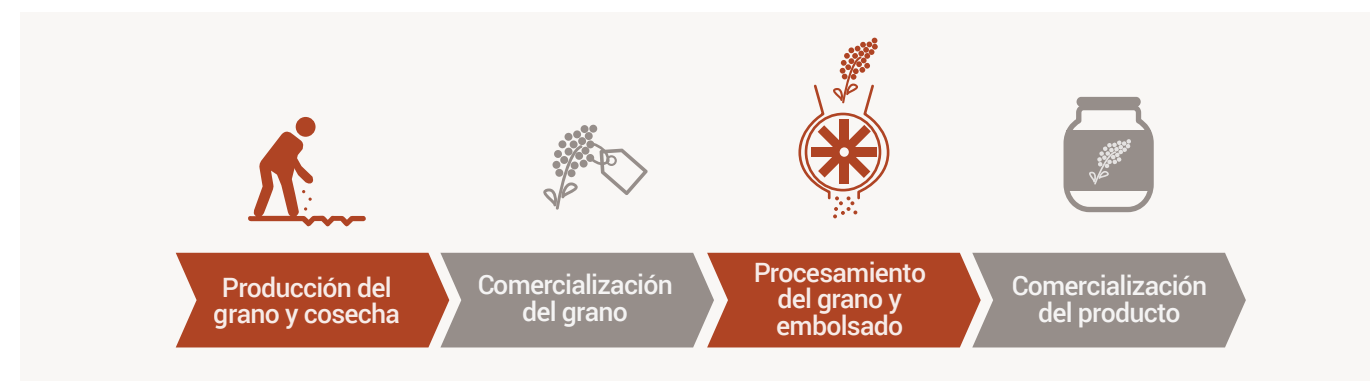 Producción del
grano y cosecha
Comercialización
del grano
Procesamiento
del grano y
embolsado
Comercialización
del producto